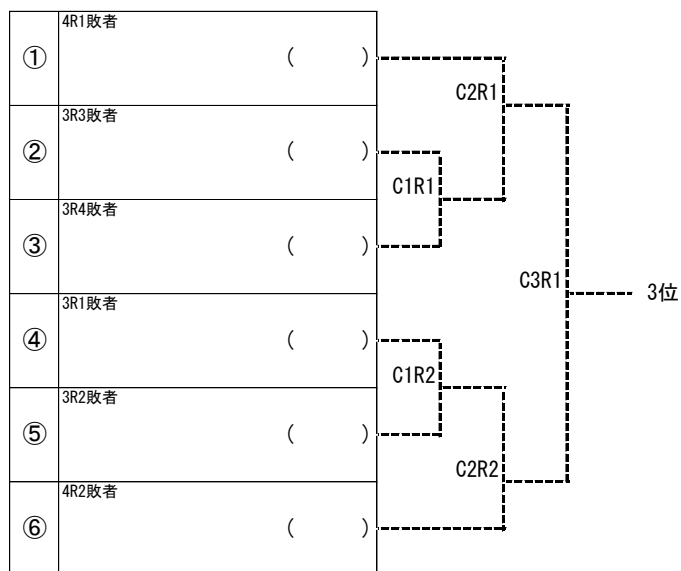 4R1敗者
① (　　　)
C2R1
3R3敗者
② (　　　)
C1R1
3R4敗者
③ (　　　)
C3R1
3位
3R1敗者
④ (　　　)
C1R2
3R2敗者
⑤ (　　　)
C2R2
4R2敗者
⑥ (　　　)